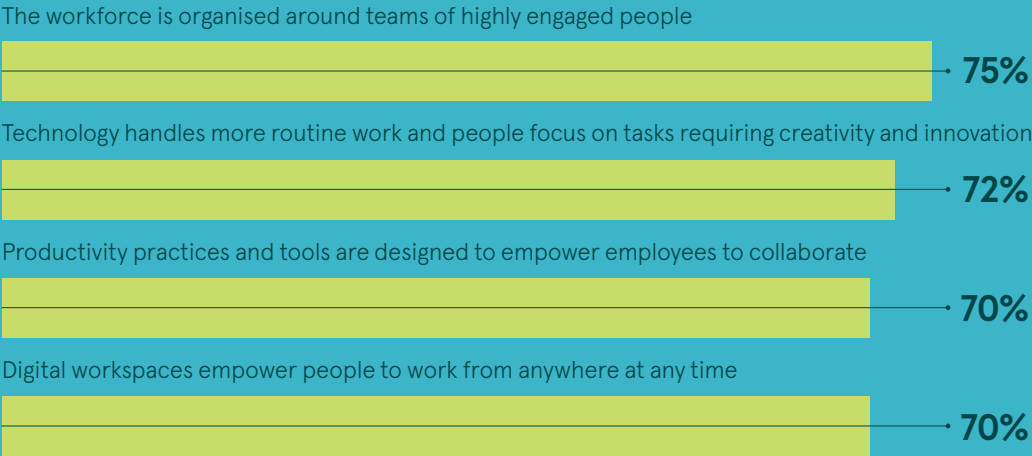 The workforce is organised around teams of highly engaged people
75%
Technology handles more routine work and people focus on tasks requiring creativity and innovation
72%
Productivity practices and tools are designed to empower employees to collaborate
70%
Digital workspaces empower people to work from anywhere at any time
70%